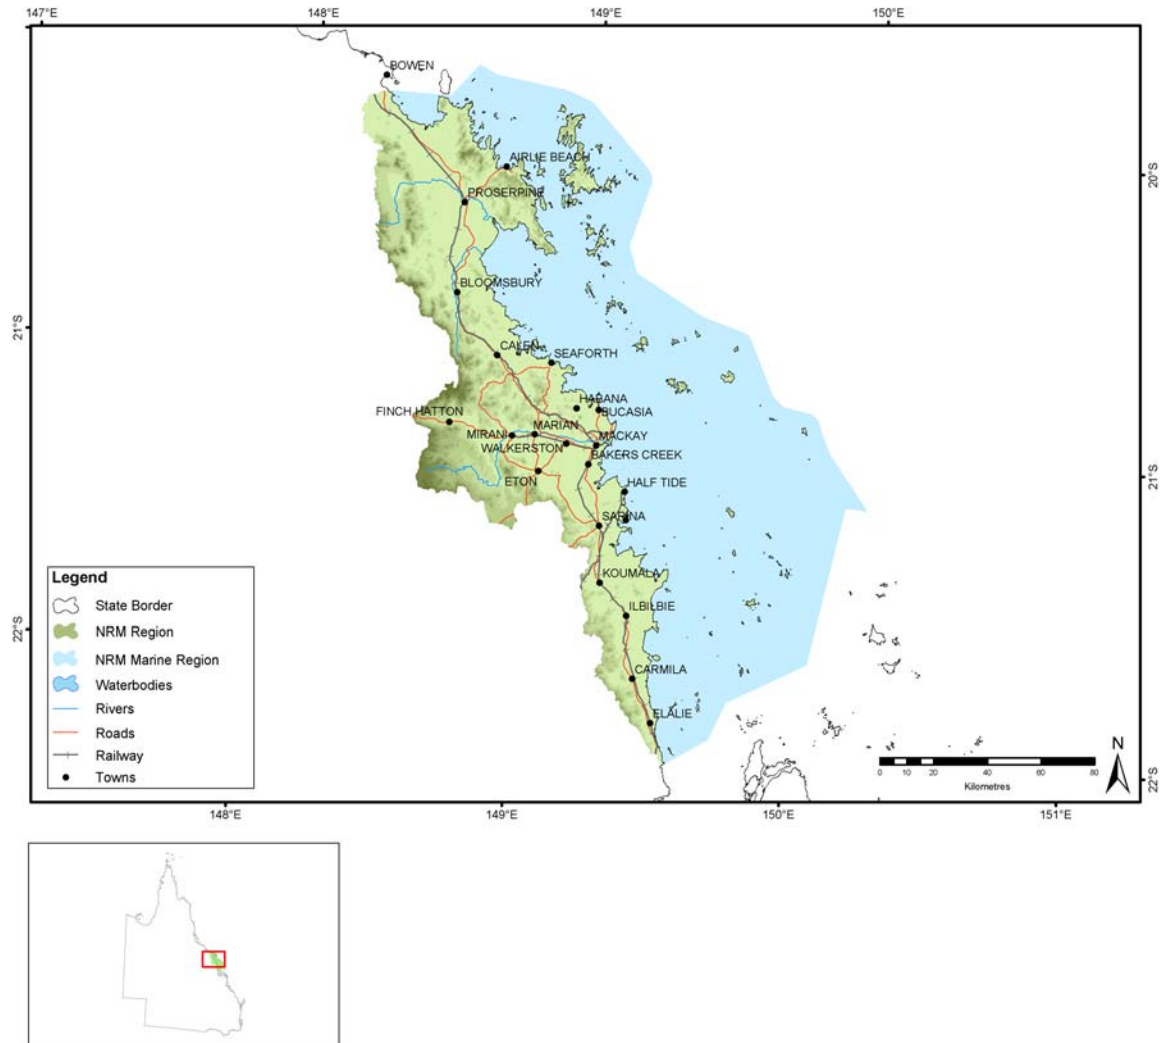 147°E 148°E 149°E 150°E
BOWEN
AIRLIE BEACH
20°S 20°S
PROSERPINE
BLOOMSBURY
21°S
CALEN
SEAFORTH
HABANA
FINCH HATTON
BUCASIA
MARIAN
MIRANI
MACKAY
WALKERSTON
BAKERS CREEK
21°S
ETON
HALF TIDE
SARINA
Legend
State Border
NRM Region
NRM Marine Region
Waterbodies
Rivers
Roads
Railway
Towns
KOUMALA
ILBILBIE
22°S
CARMILA
ELALIE
N
0 10 20 40 60 80
Kilometres
22°S
148°E 149°E 150°E 151°E